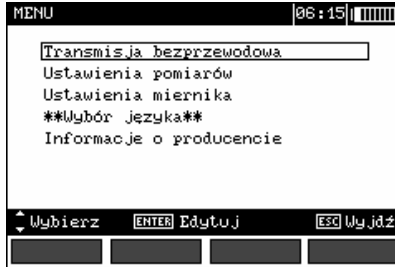 MENU 06:15
Transmisja bezprzewodowa
Ustawienia pomiarów
Ustawienia miernika
**Wybór języka**
Informacje o producencie
Wybierz ENTER Edytuj ESC Wyjdź